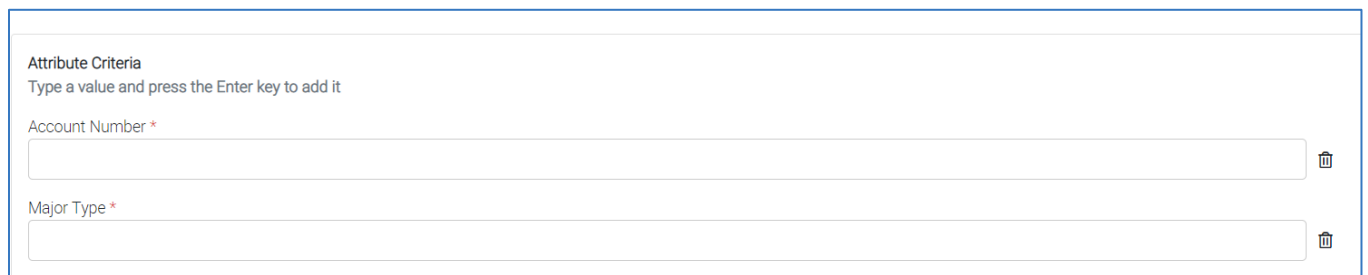 Attribute Criteria
Type a value and press the Enter key to add it
Account Number *
Major Type *